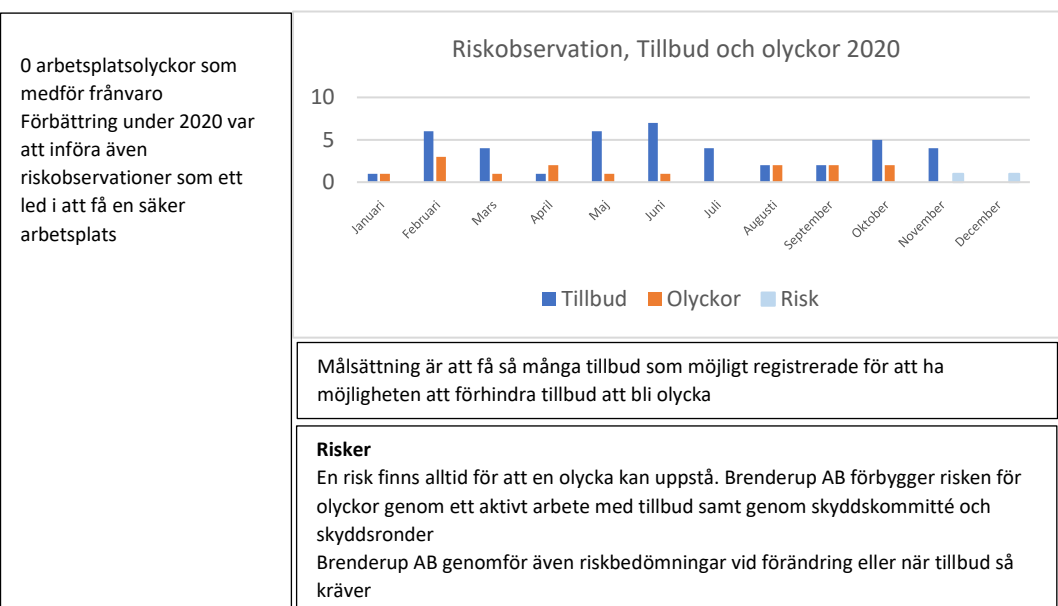 0 arbetsplatsolyckor som
medför frånvaro
Förbättring under 2020 var
att införa även
riskobservationer som ett
led i att få en säker
arbetsplats
Riskobservation, Tillbud och olyckor 2020
10
5
0
Januari
Februari
Mars
April
Maj
Juni
Juli
Augusti
September
Oktober
November
December
Tillbud Olyckor Risk
Målsättning är att få så många tillbud som möjligt registrerade för att ha
möjligheten att förhindra tillbud att bli olycka
Risker
En risk finns alltid för att en olycka kan uppstå. Brenderup AB förbygger risken för
olyckor genom ett aktivt arbete med tillbud samt genom skyddskommitté och
skyddsronder
Brenderup AB genomför även riskbedömningar vid förändring eller när tillbud så
kräver